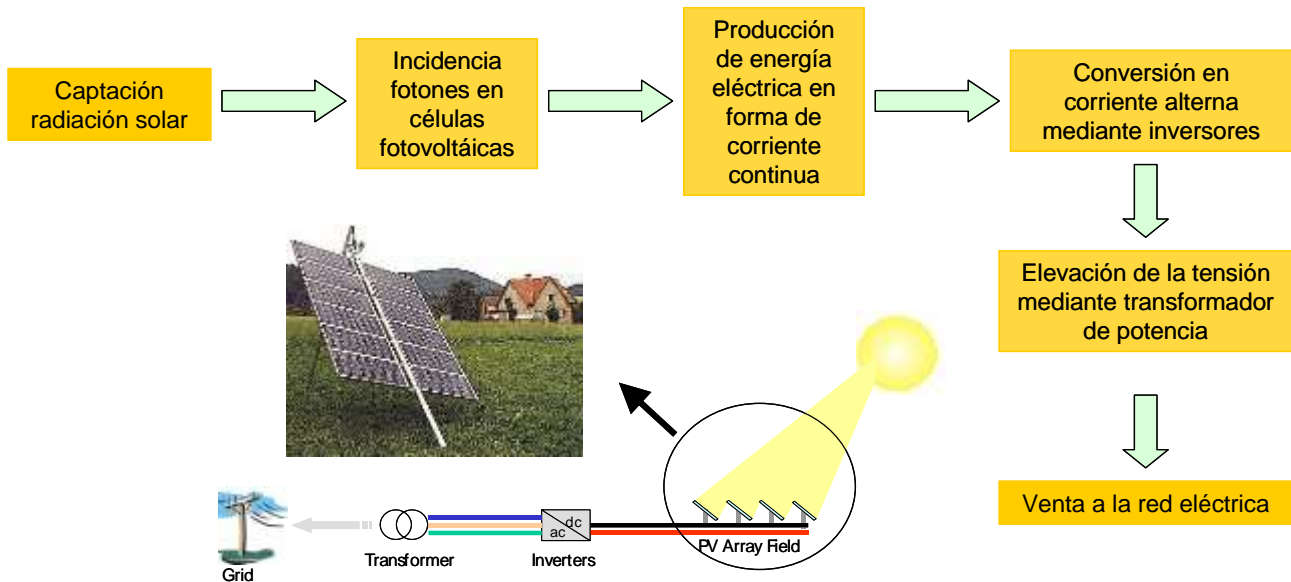 Captación
radiación solar
Incidencia
fotones en
células
fotovoltáicas
Producción
de energía
eléctrica en
forma de
corriente
continua
Conversión en
corriente alterna
mediante inversores
Elevación de la tensión
mediante transformador
de potencia
Venta a la red eléctrica
dc
ac
PV Array Field
Transformer
Inverters
Grid